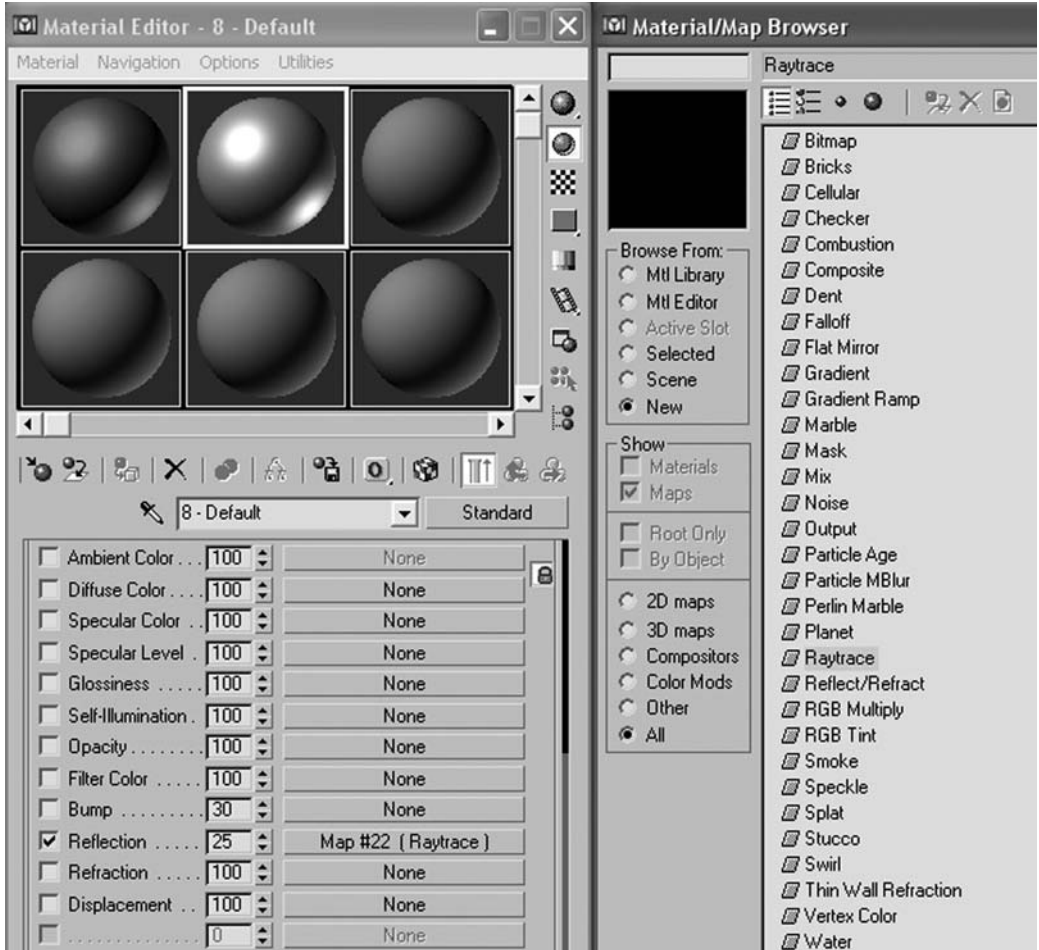 Material Editor - 8 - Default
Material Navigation Options Utilities
8 - Default
Standard
Ambient Color . . . 100 None
Diffuse Color . . . . 100 None
Specular Color . . 100 None
Specular Level . 100 None
Glossiness . . . . . 100 None
Self-Illumination . 100 None
Opacity . . . . . . . . 100 None
Filter Color . . . . . 100 None
Bump . . . . . . . . . 30 None
Reflection . . . . . 25 Map #22 ( Raytrace )
Refraction . . . . . 100 None
Displacement . . 100 None
. . . . . . . . . . . . . . 0 None
Material/Map Browser
Raytrace
Browse From:
Mtl Library
Mtl Editor
Active Slot
Selected
Scene
New
Show
Materials
Maps
Root Only
By Object
2D maps
3D maps
Compositors
Color Mods
Other
All
Bitmap
Bricks
Cellular
Checker
Combustion
Composite
Dent
Falloff
Flat Mirror
Gradient
Gradient Ramp
Marble
Mask
Mix
Noise
Output
Particle Age
Particle MBlur
Perlin Marble
Planet
Raytrace
Reflect/Refract
RGB Multiply
RGB Tint
Smoke
Speckle
Splat
Stucco
Swirl
Thin Wall Refraction
Vertex Color
Water